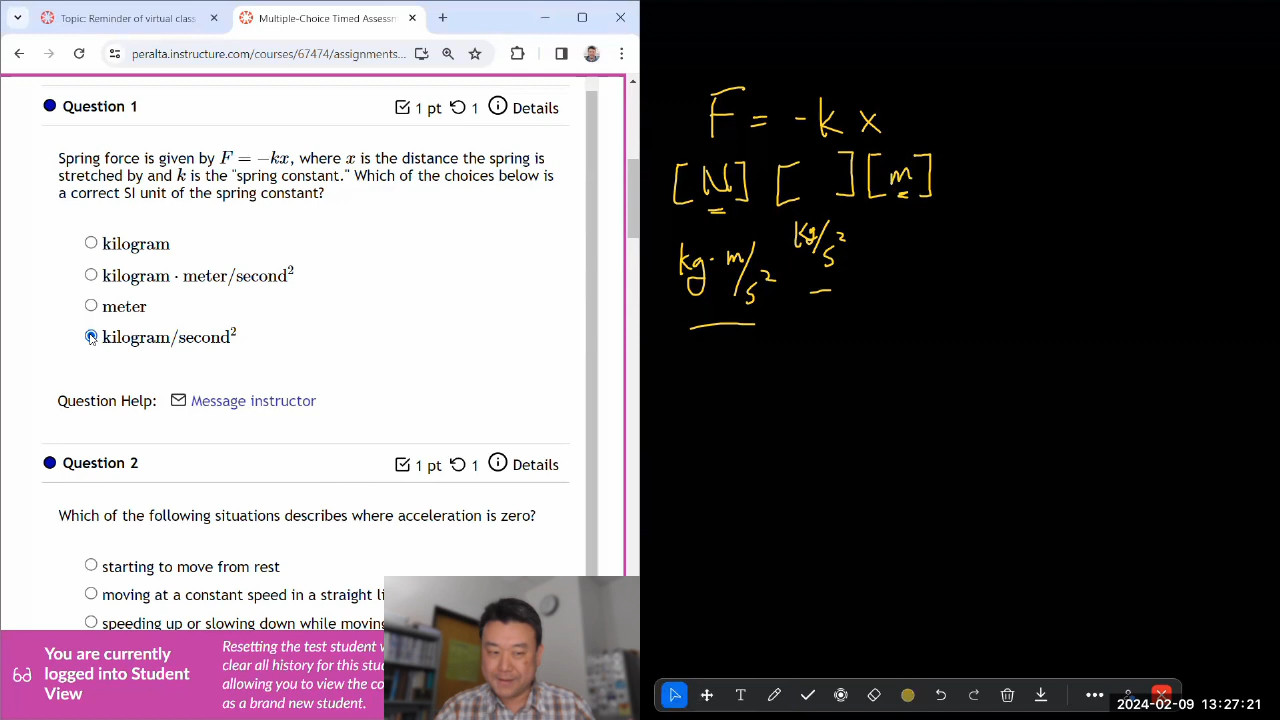 Topic: Reminder of virtual class
Multiple-Choice Timed Assessm
peralta.instructure.com/courses/67474/assignments...
Question 1
1 pt 1 Details
Spring force is given by F = −kx, where x is the distance the spring is
stretched by and k is the "spring constant." Which of the choices below is
a correct SI unit of the spring constant?
kilogram
kilogram · meter/second²
meter
kilogram/second²
Question Help: Message instructor
Question 2
1 pt 1 Details
Which of the following situations describes where acceleration is zero?
starting to move from rest
moving at a constant speed in a straight li
speeding up or slowing down while moving
You are currently
logged into Student
View
Resetting the test student w
clear all history for this stu
allowing you to view the co
as a brand new student.
F = -k x
[N] [ ] [m]
kg·m/s² kg/s²
2024-02-09 13:27:21